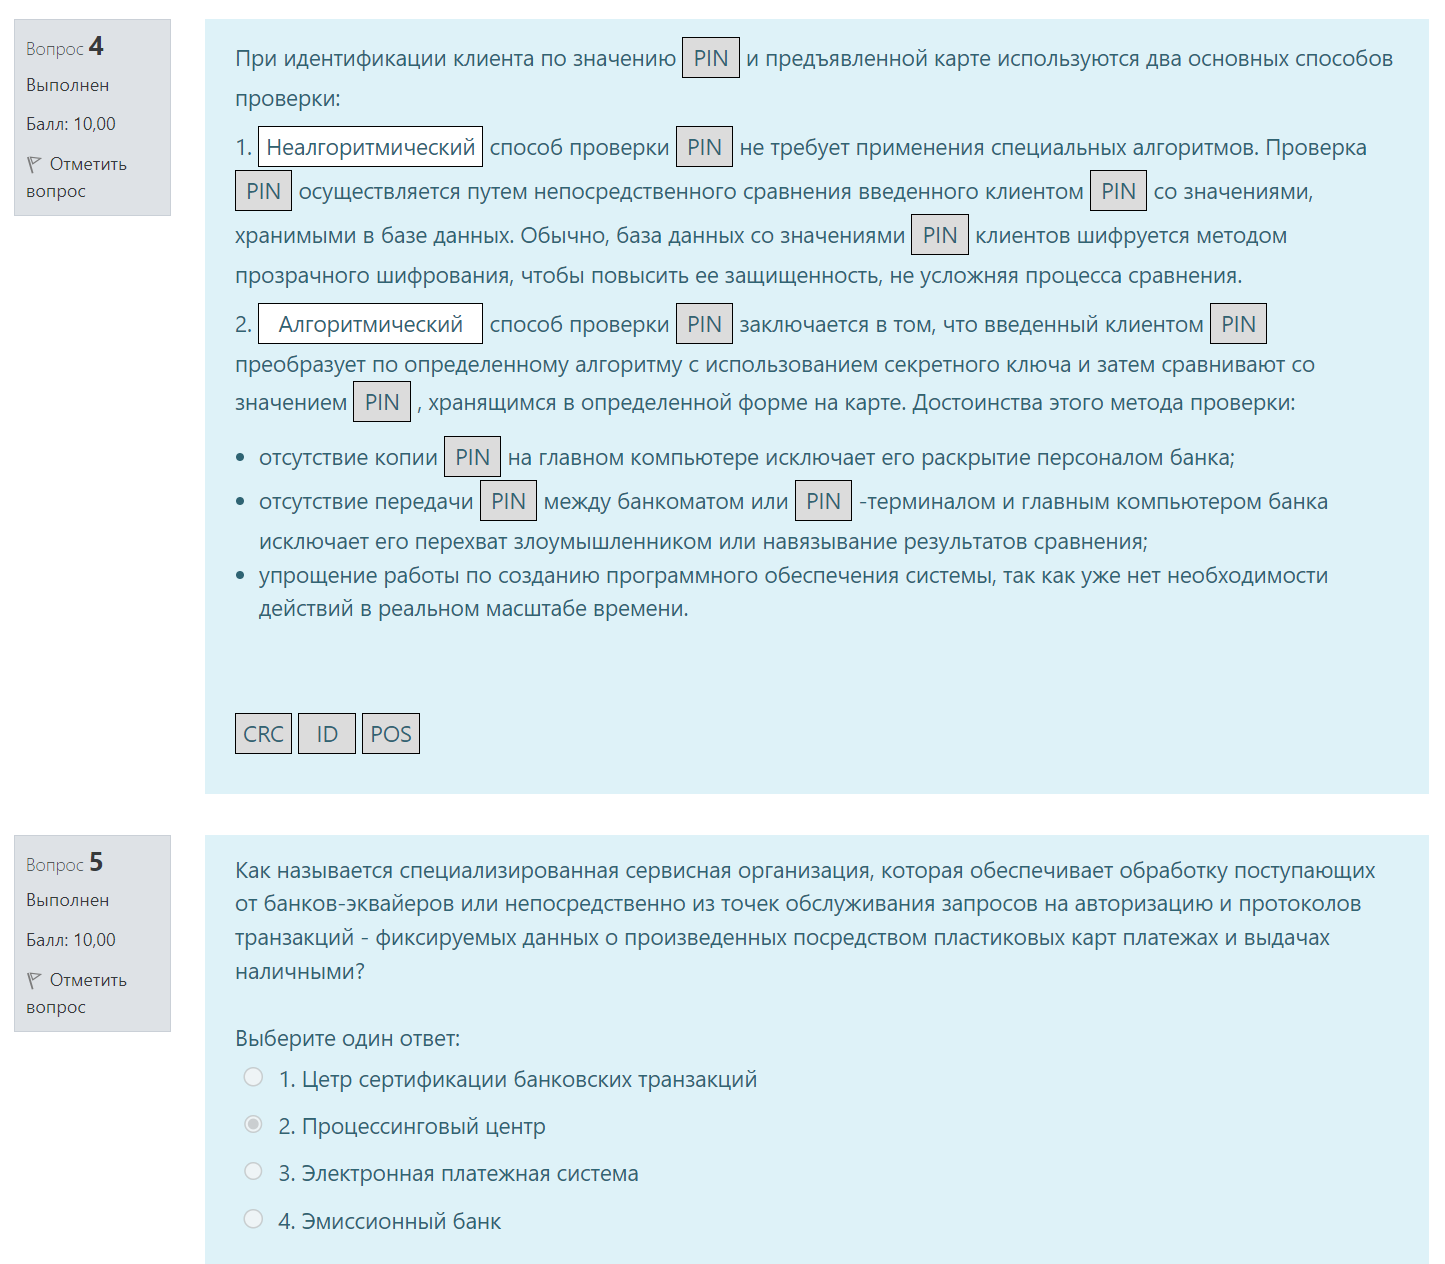 Вопрос 4
Выполнен
Балл: 10,00
Отметить
вопрос
При идентификации клиента по значению PIN и предъявленной карте используются два основных способов
проверки:
1. Неалгоритмический способ проверки PIN не требует применения специальных алгоритмов. Проверка
PIN осуществляется путем непосредственного сравнения введенного клиентом PIN со значениями,
хранимыми в базе данных. Обычно, база данных со значениями PIN клиентов шифруется методом
прозрачного шифрования, чтобы повысить ее защищенность, не усложняя процесса сравнения.
2. Алгоритмический способ проверки PIN заключается в том, что введенный клиентом PIN
преобразует по определенному алгоритму с использованием секретного ключа и затем сравнивают со
значением PIN , хранящимся в определенной форме на карте. Достоинства этого метода проверки:
• отсутствие копии PIN на главном компьютере исключает его раскрытие персоналом банка;
• отсутствие передачи PIN между банкоматом или PIN -терминалом и главным компьютером банка
исключает его перехват злоумышленником или навязывание результатов сравнения;
• упрощение работы по созданию программного обеспечения системы, так как уже нет необходимости
действий в реальном масштабе времени.
CRC ID POS
Вопрос 5
Выполнен
Балл: 10,00
Отметить
вопрос
Как называется специализированная сервисная организация, которая обеспечивает обработку поступающих
от банков-эквайеров или непосредственно из точек обслуживания запросов на авторизацию и протоколов
транзакций - фиксируемых данных о произведенных посредством пластиковых карт платежах и выдачах
наличными?
Выберите один ответ:
1. Цетр сертификации банковских транзакций
2. Процессинговый центр
3. Электронная платежная система
4. Эмиссионный банк